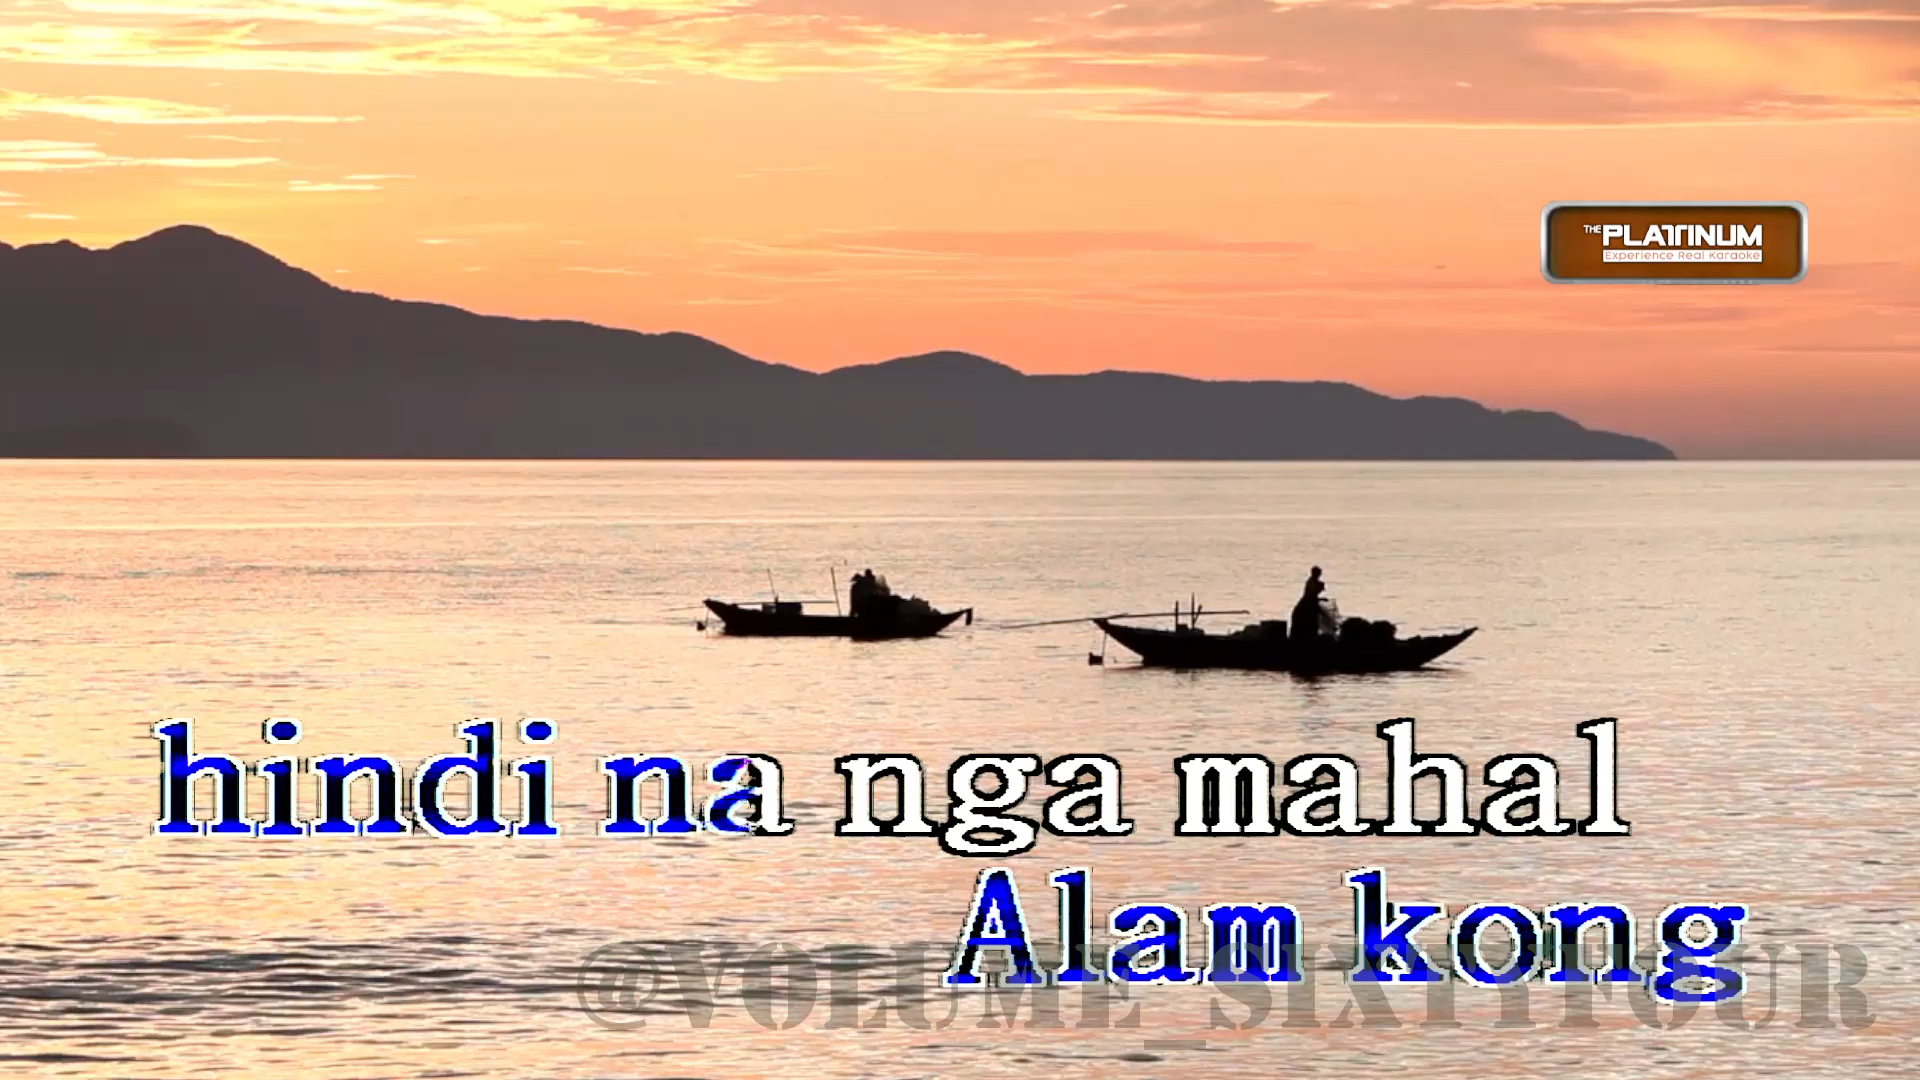 THE PLATINUM
Experience Real Karaoke
hindi na nga mahal
Alam kong
@VOLUME_SIXTYFOUR